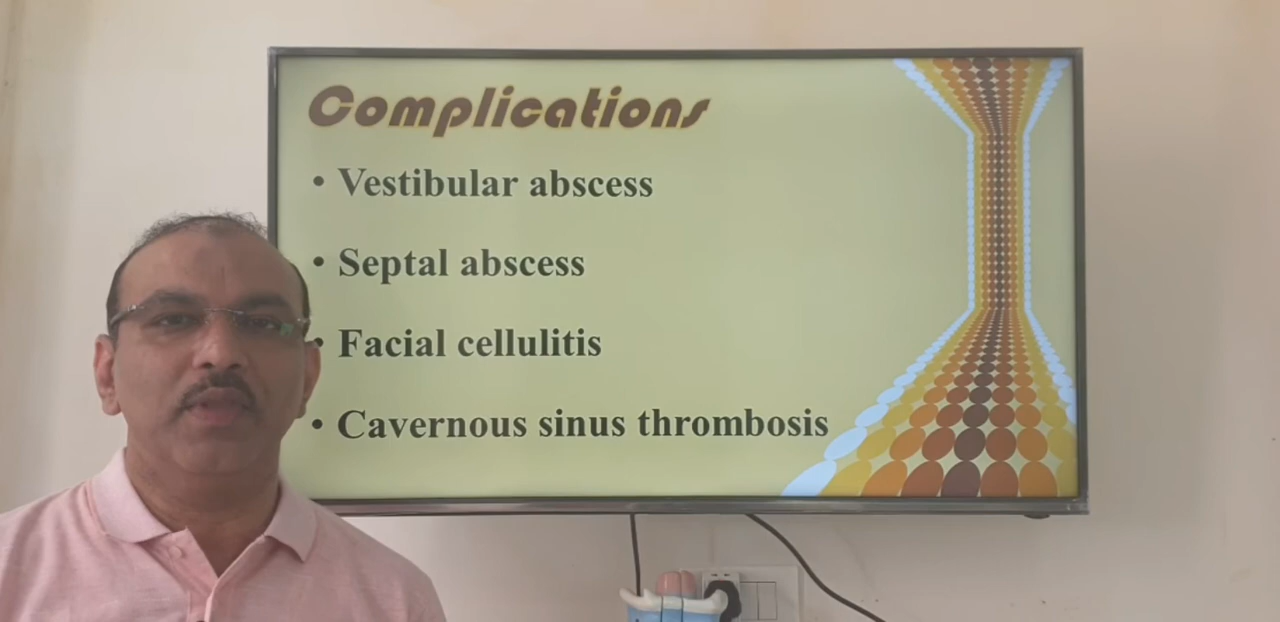 Complications
• Vestibular abscess
• Septal abscess
• Facial cellulitis
• Cavernous sinus thrombosis